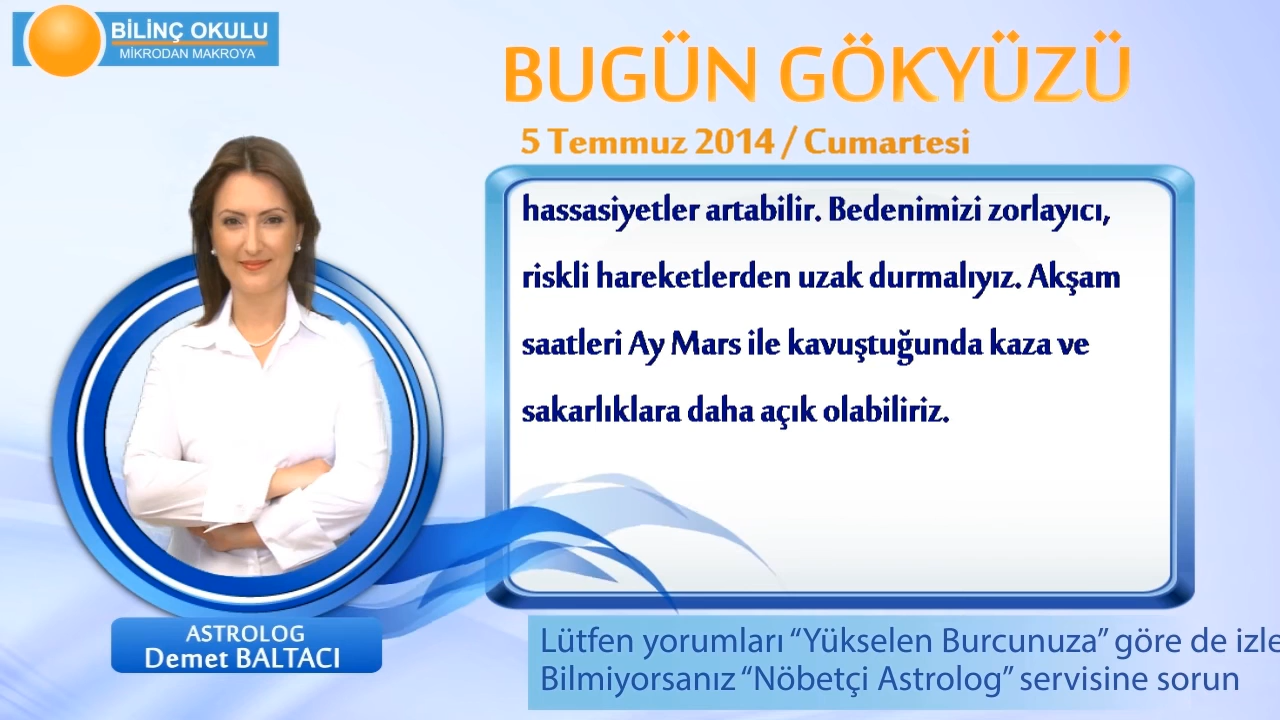 BİLİNÇ OKULU
MİKRODAN MAKROYA
BUGÜN GÖKYÜZÜ
5 Temmuz 2014 / Cumartesi
hassasiyetler artabilir. Bedenimizi zorlayıcı,
riskli hareketlerden uzak durmalıyız. Akşam
saatleri Ay Mars ile kavuştuğunda kaza ve
sakarlıklara daha açık olabiliriz.
ASTROLOG
Demet BALTACI
Lütfen yorumları “Yükselen Burcunuza” göre de izle
Bilmiyorsanız “Nöbetçi Astrolog” servisine sorun